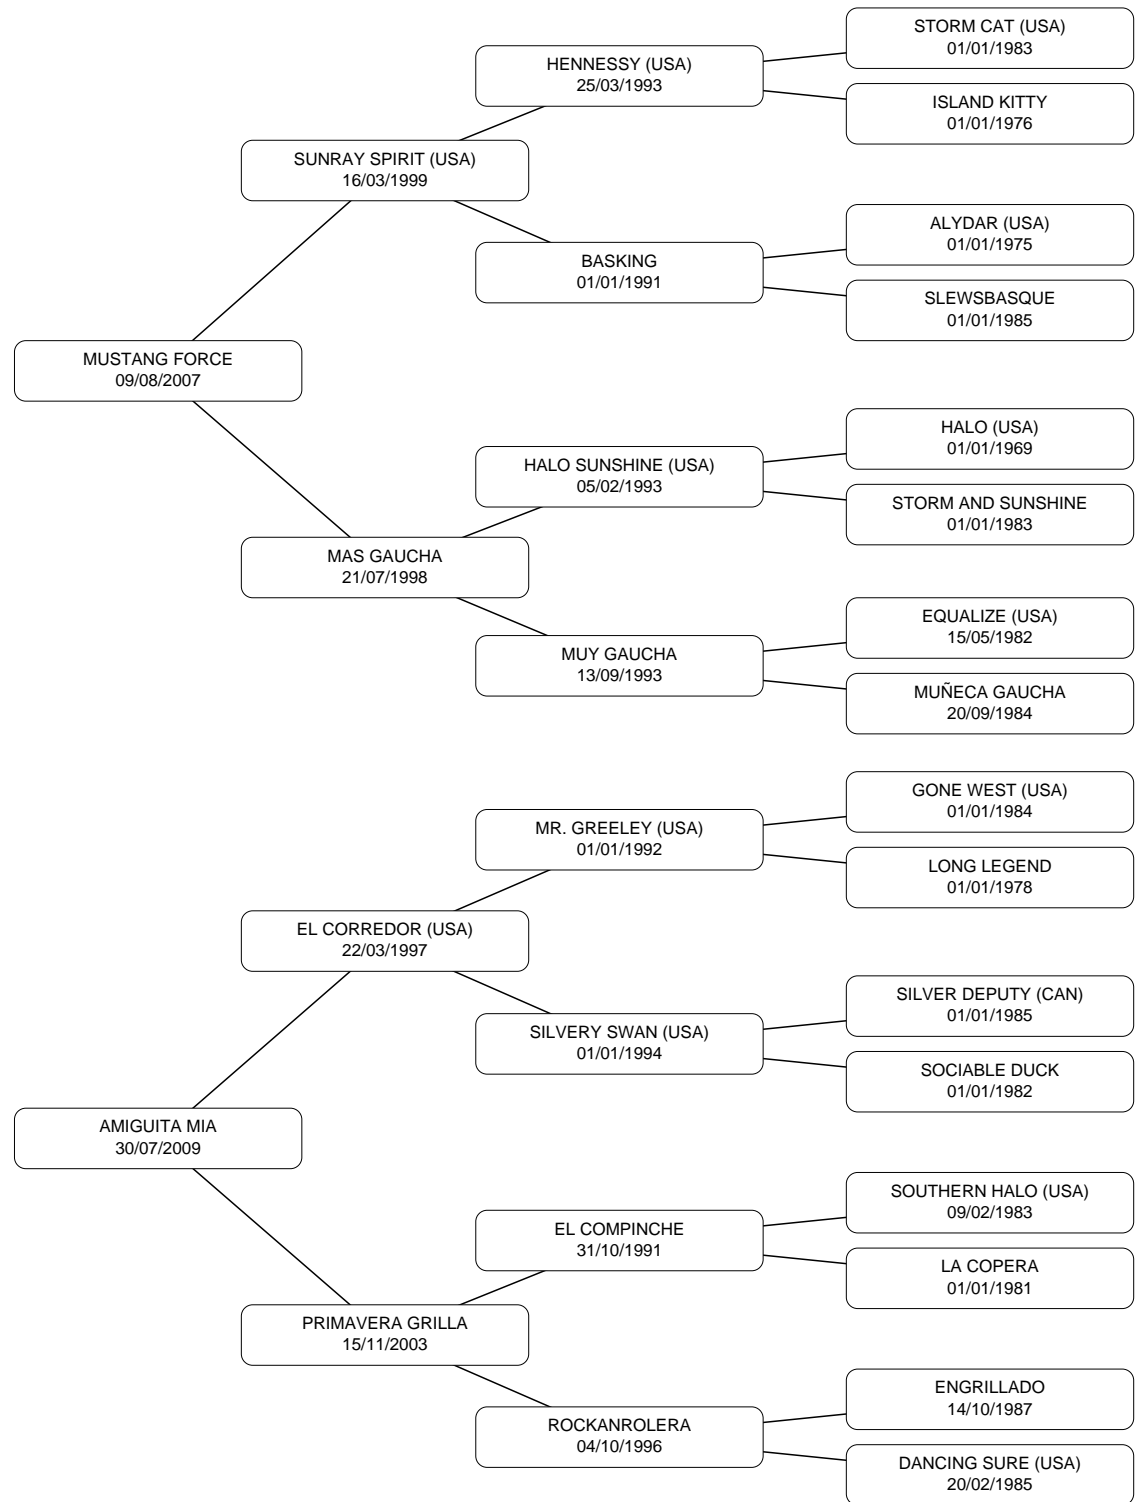 STORM CAT (USA)
01/01/1983
HENNESSY (USA)
25/03/1993
ISLAND KITTY
01/01/1976
SUNRAY SPIRIT (USA)
16/03/1999
ALYDAR (USA)
01/01/1975
BASKING
01/01/1991
SLEWSBASQUE
01/01/1985
MUSTANG FORCE
09/08/2007
HALO (USA)
01/01/1969
HALO SUNSHINE (USA)
05/02/1993
STORM AND SUNSHINE
01/01/1983
MAS GAUCHA
21/07/1998
EQUALIZE (USA)
15/05/1982
MUY GAUCHA
13/09/1993
MUÑECA GAUCHA
20/09/1984
GONE WEST (USA)
01/01/1984
MR. GREELEY (USA)
01/01/1992
LONG LEGEND
01/01/1978
EL CORREDOR (USA)
22/03/1997
SILVER DEPUTY (CAN)
01/01/1985
SILVERY SWAN (USA)
01/01/1994
SOCIABLE DUCK
01/01/1982
AMIGUITA MIA
30/07/2009
SOUTHERN HALO (USA)
09/02/1983
EL COMPINCHE
31/10/1991
LA COPERA
01/01/1981
PRIMAVERA GRILLA
15/11/2003
ENGRILLADO
14/10/1987
ROCKANROLERA
04/10/1996
DANCING SURE (USA)
20/02/1985